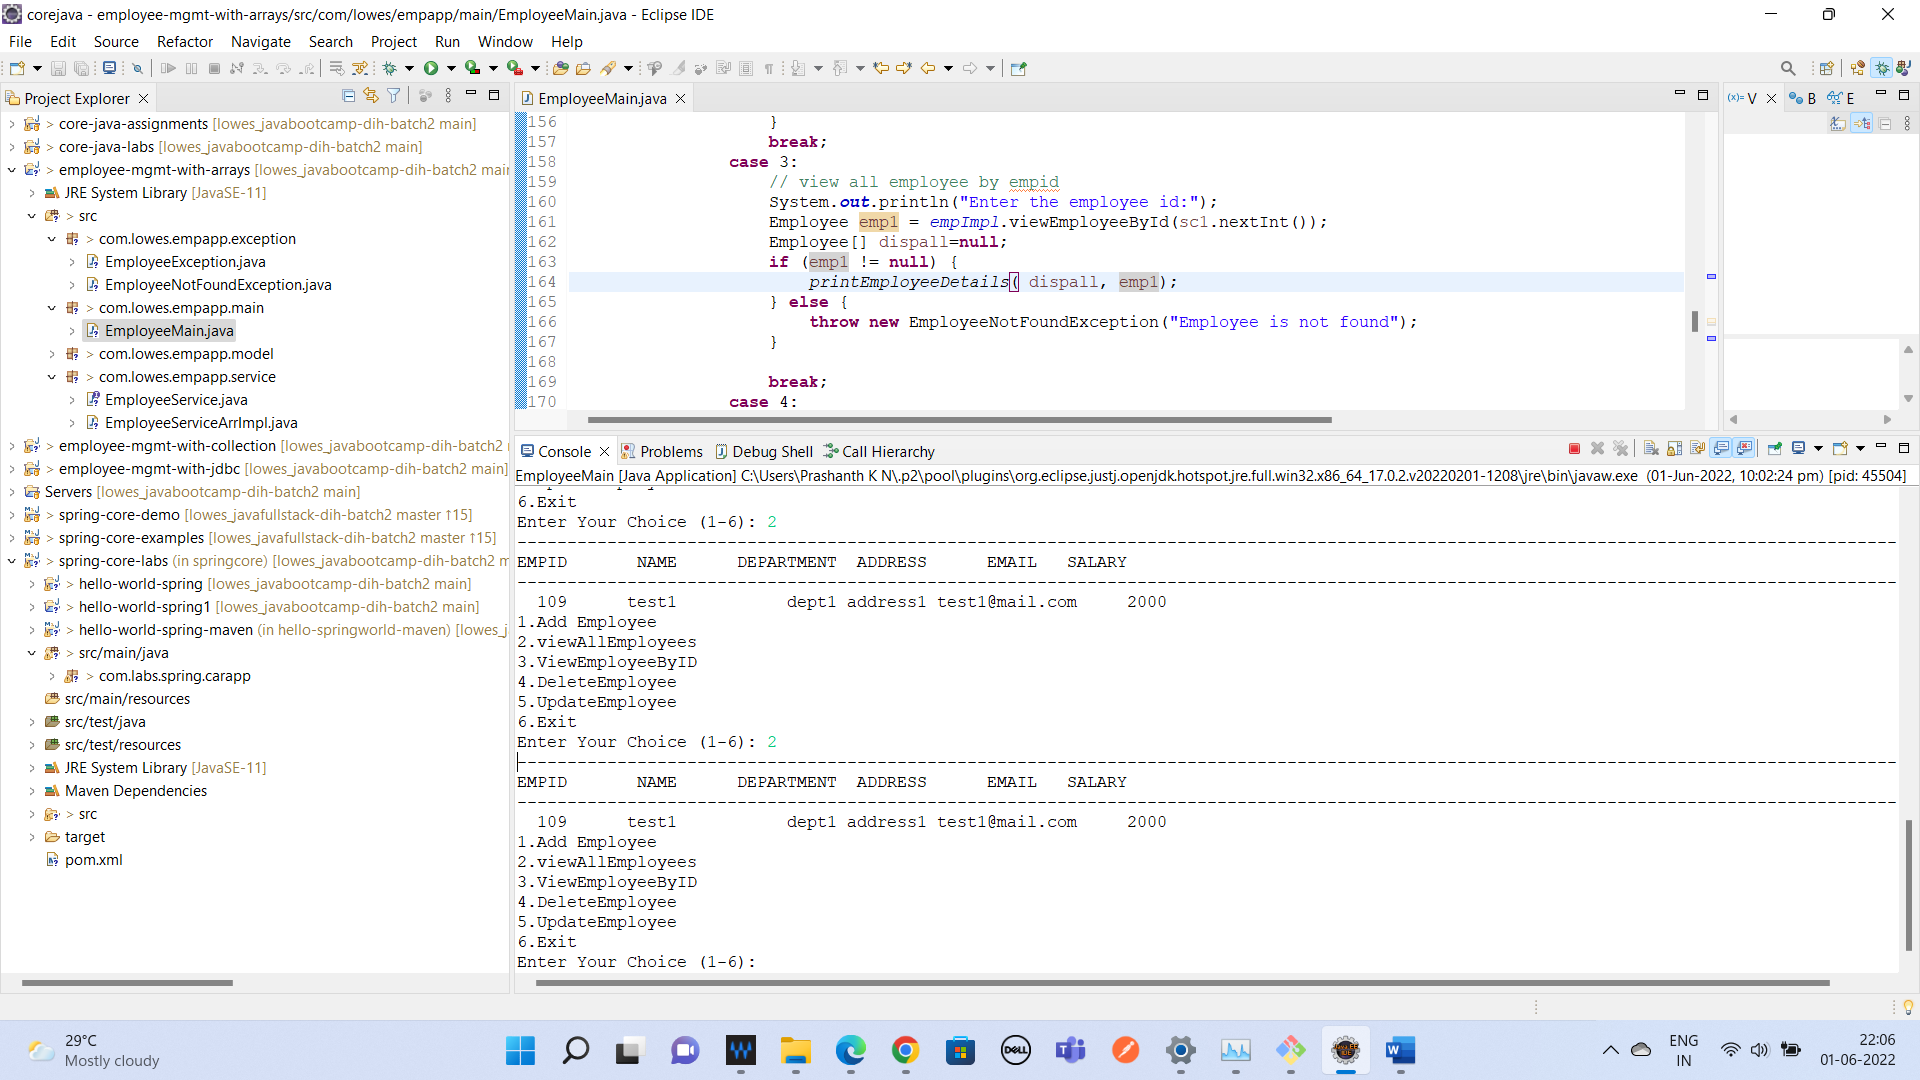 corejava - employee-mgmt-with-arrays/src/com/lowes/empapp/main/EmployeeMain.java - Eclipse IDE
File Edit Source Refactor Navigate Search Project Run Window Help
Project Explorer
> core-java-assignments [lowes_javabootcamp-dih-batch2 main]
> core-java-labs [lowes_javabootcamp-dih-batch2 main]
> employee-mgmt-with-arrays [lowes_javabootcamp-dih-batch2 main
JRE System Library [JavaSE-11]
> src
> com.lowes.empapp.exception
EmployeeException.java
EmployeeNotFoundException.java
> com.lowes.empapp.main
EmployeeMain.java
> com.lowes.empapp.model
> com.lowes.empapp.service
EmployeeService.java
EmployeeServiceArrImpl.java
> employee-mgmt-with-collection [lowes_javabootcamp-dih-batch2
> employee-mgmt-with-jdbc [lowes_javabootcamp-dih-batch2 main]
Servers [lowes_javabootcamp-dih-batch2 main]
> spring-core-demo [lowes_javafullstack-dih-batch2 master ↑15]
> spring-core-examples [lowes_javafullstack-dih-batch2 master ↑15]
> spring-core-labs (in springcore) [lowes_javabootcamp-dih-batch2 m
> hello-world-spring [lowes_javabootcamp-dih-batch2 main]
> hello-world-spring1 [lowes_javabootcamp-dih-batch2 main]
> hello-world-spring-maven (in hello-springworld-maven) [lowes_j
> src/main/java
> com.labs.spring.carapp
src/main/resources
src/test/java
src/test/resources
JRE System Library [JavaSE-11]
Maven Dependencies
> src
target
pom.xml
EmployeeMain.java
156 }
157 break;
158 case 3:
159 // view all employee by empid
160 System.out.println("Enter the employee id:");
161 Employee emp1 = empImpl.viewEmployeeById(sc1.nextInt());
162 Employee[] dispall=null;
163 if (emp1 != null) {
164 printEmployeeDetails( dispall, emp1);
165 } else {
166 throw new EmployeeNotFoundException("Employee is not found");
167 }
168
169 break;
170 case 4:
(x)= V B E
Console Problems Debug Shell Call Hierarchy
EmployeeMain [Java Application] C:\Users\Prashanth K N\.p2\pool\plugins\org.eclipse.justj.openjdk.hotspot.jre.full.win32.x86_64_17.0.2.v20220201-1208\jre\bin\javaw.exe (01-Jun-2022, 10:02:24 pm) [pid: 45504]
6.Exit
Enter Your Choice (1-6): 2
EMPID NAME DEPARTMENT ADDRESS EMAIL SALARY
109 test1 dept1 address1 test1@mail.com 2000
1.Add Employee
2.viewAllEmployees
3.ViewEmployeeByID
4.DeleteEmployee
5.UpdateEmployee
6.Exit
Enter Your Choice (1-6): 2
EMPID NAME DEPARTMENT ADDRESS EMAIL SALARY
109 test1 dept1 address1 test1@mail.com 2000
1.Add Employee
2.viewAllEmployees
3.ViewEmployeeByID
4.DeleteEmployee
5.UpdateEmployee
6.Exit
Enter Your Choice (1-6):
29°C
Mostly cloudy
DELL
ENG
IN
22:06
01-06-2022